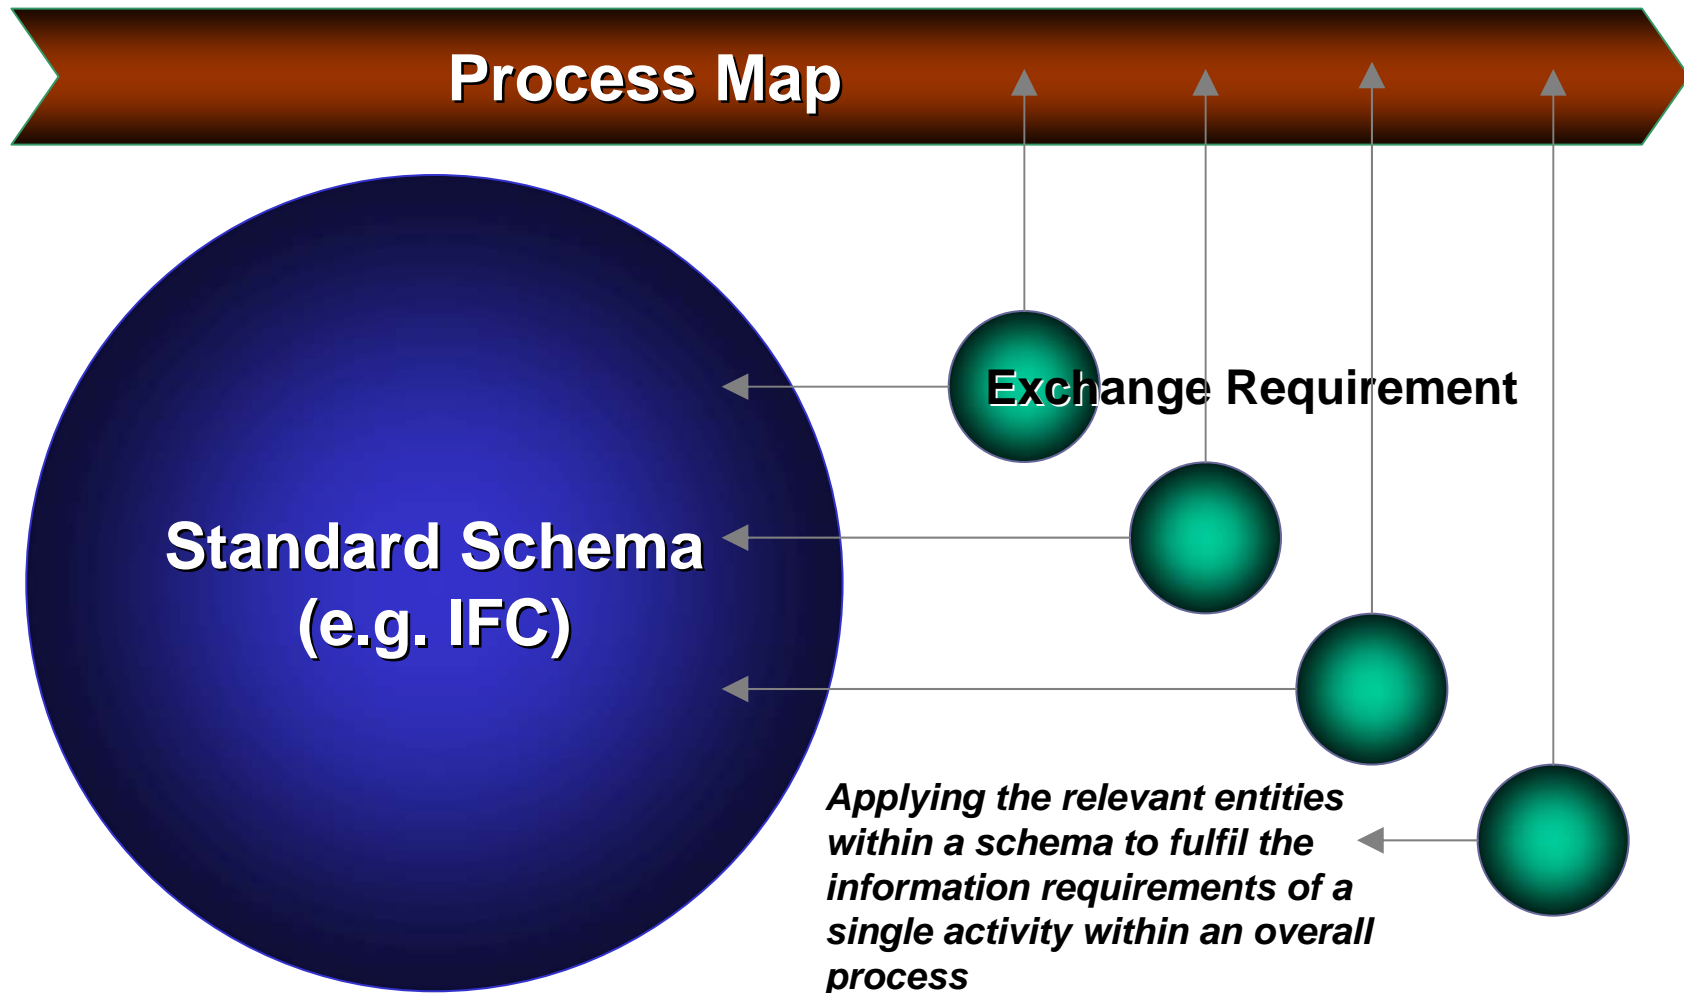 Process Map
Exchange Requirement
Standard Schema
(e.g. IFC)
Applying the relevant entities
within a schema to fulfil the
information requirements of a
single activity within an overall
process